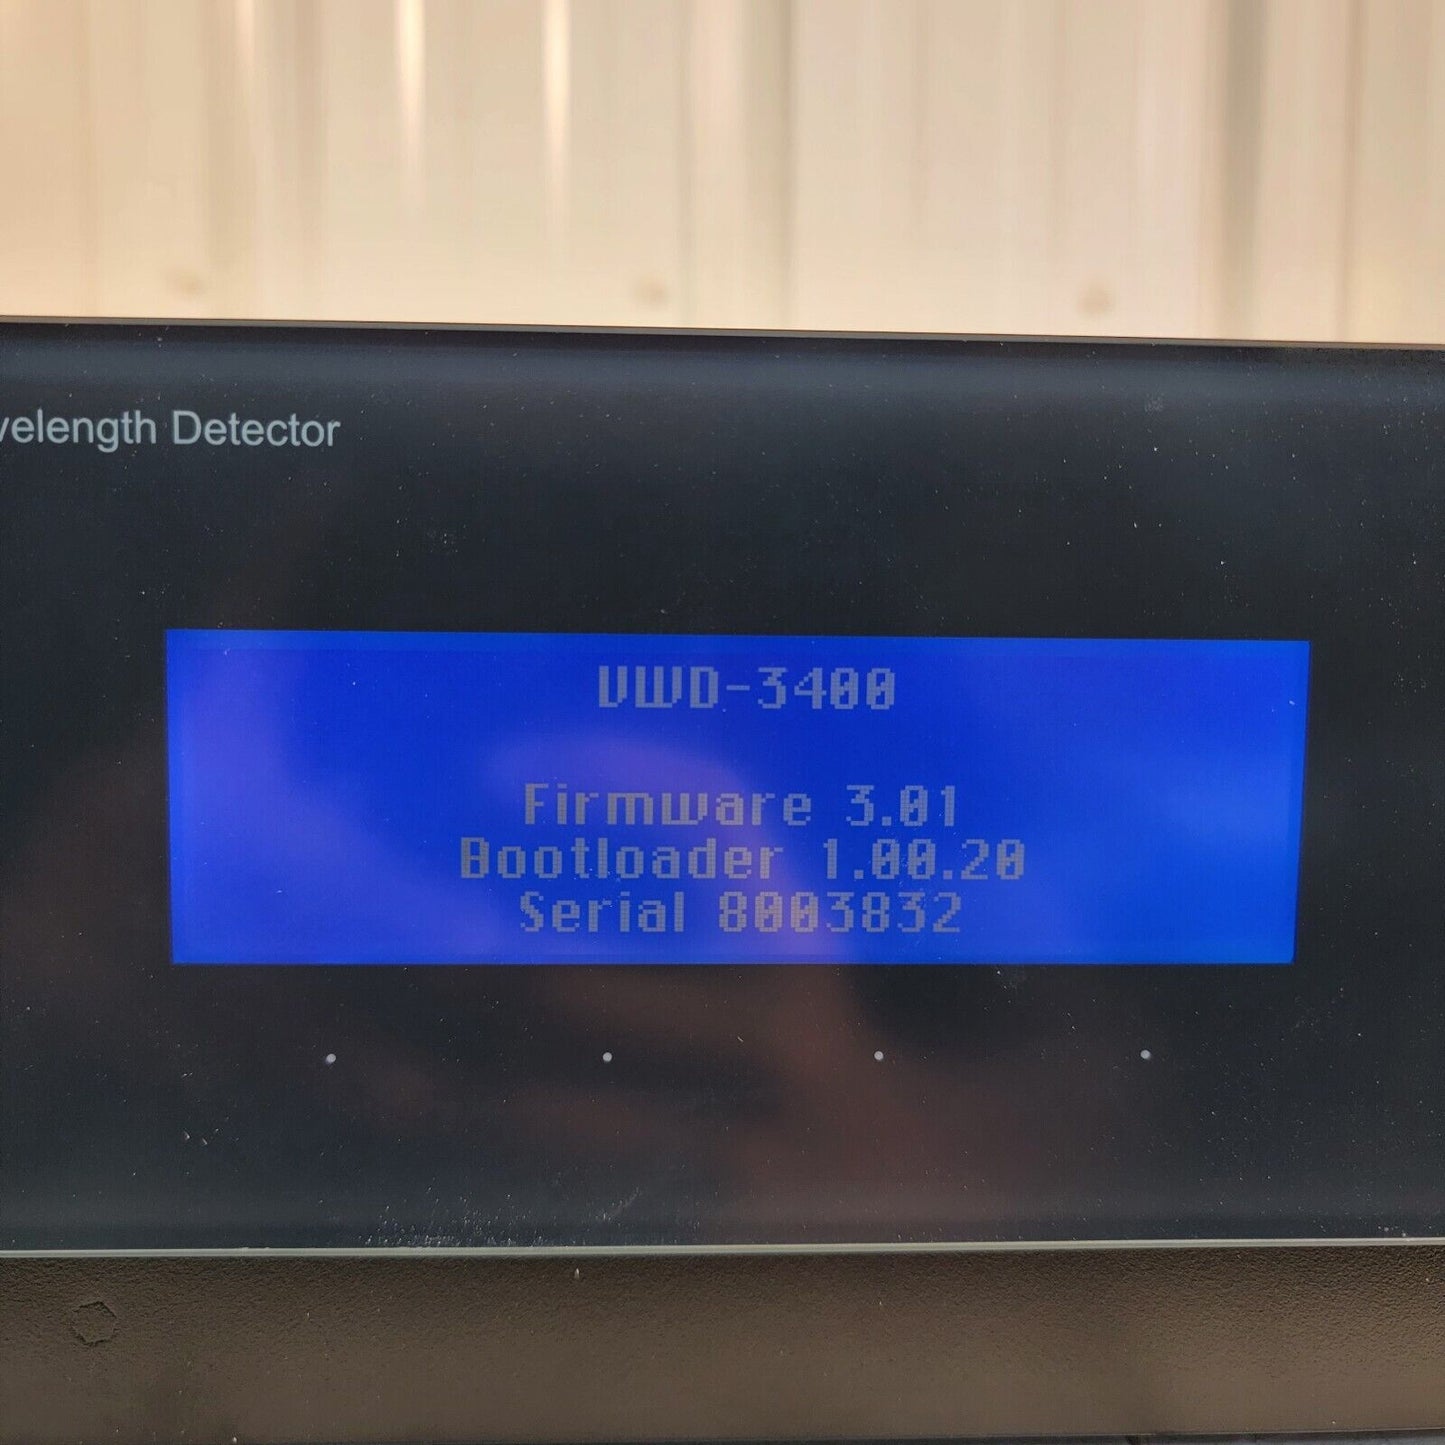 velength Detector
VWD-3400
Firmware 3.01
Bootloader 1.00.20
Serial 8003832